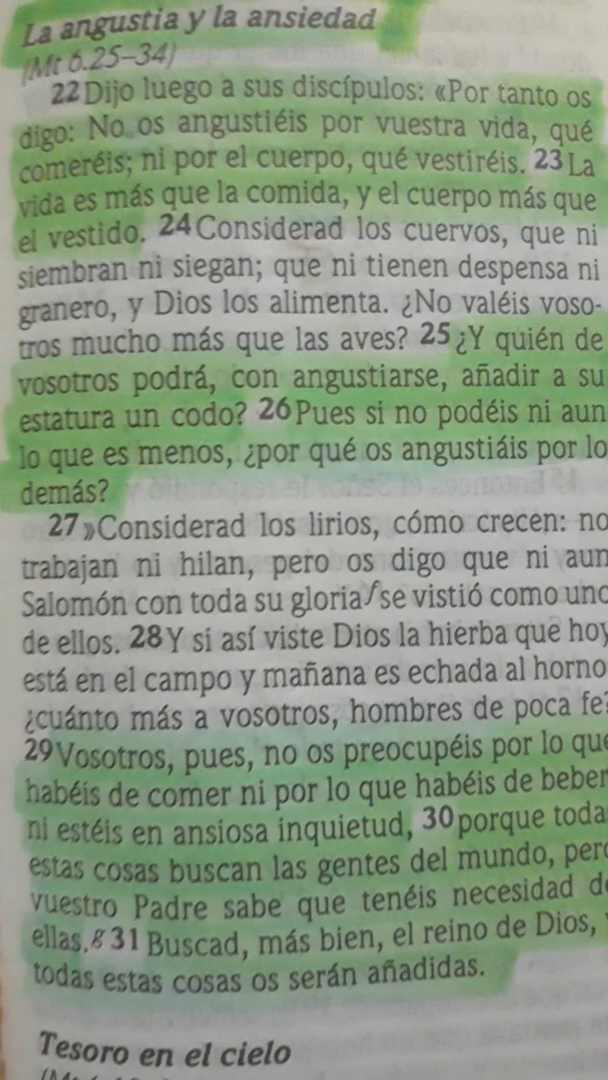 La angustia y la ansiedad
(Mt 6.25–34)
22 Dijo luego a sus discípulos: «Por tanto os
digo: No os angustiéis por vuestra vida, qué
comeréis; ni por el cuerpo, qué vestiréis. 23 La
vida es más que la comida, y el cuerpo más que
el vestido. 24 Considerad los cuervos, que ni
siembran ni siegan; que ni tienen despensa ni
granero, y Dios los alimenta. ¿No valéis voso-
tros mucho más que las aves? 25 ¿Y quién de
vosotros podrá, con angustiarse, añadir a su
estatura un codo? 26 Pues si no podéis ni aun
lo que es menos, ¿por qué os angustiáis por lo
demás?
27 »Considerad los lirios, cómo crecen: no
trabajan ni hilan, pero os digo que ni aun
Salomón con toda su gloria f se vistió como uno
de ellos. 28 Y si así viste Dios la hierba que hoy
está en el campo y mañana es echada al horno
¿cuánto más a vosotros, hombres de poca fe?
29 Vosotros, pues, no os preocupéis por lo que
habéis de comer ni por lo que habéis de beber
ni estéis en ansiosa inquietud, 30 porque toda
estas cosas buscan las gentes del mundo, pero
vuestro Padre sabe que tenéis necesidad de
ellas. g 31 Buscad, más bien, el reino de Dios,
todas estas cosas os serán añadidas.
Tesoro en el cielo